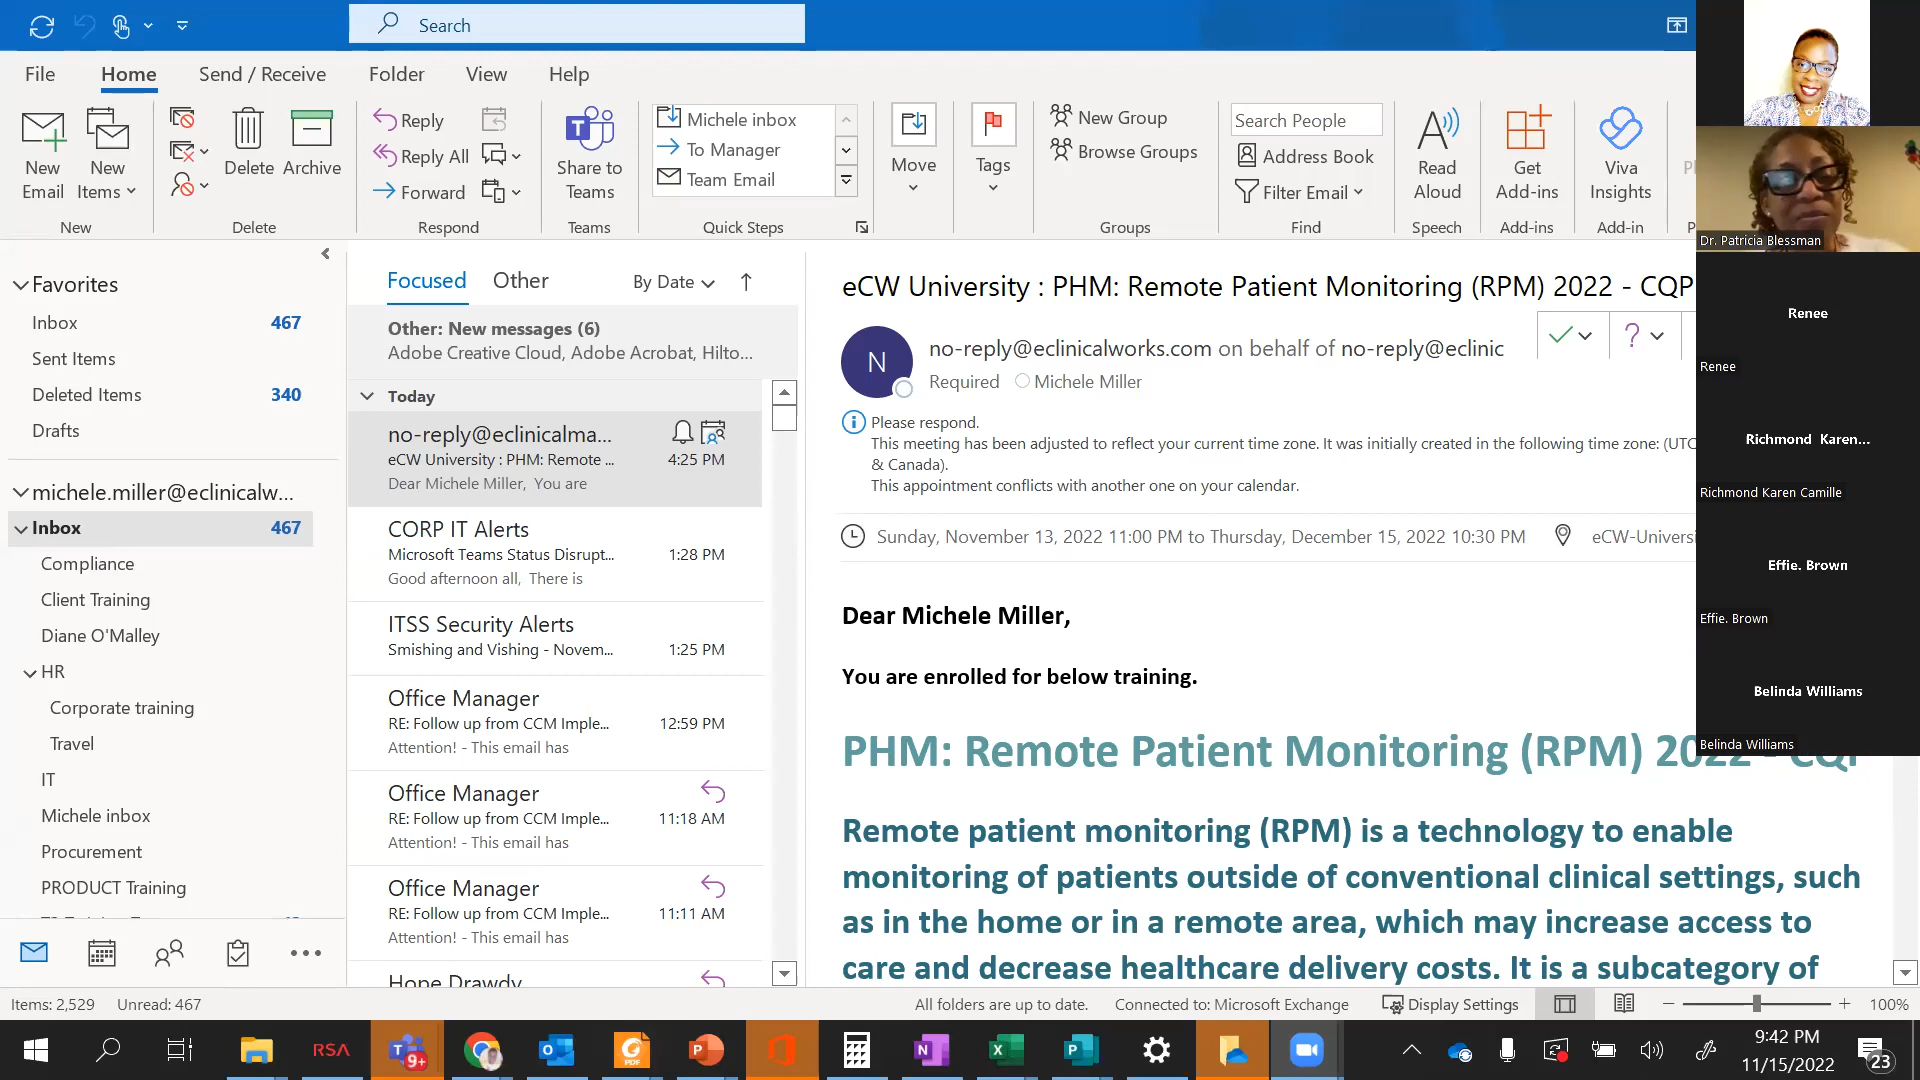 Search
File Home Send / Receive Folder View Help
New Email
New Items
Delete
Archive
Reply
Reply All
Forward
Share to Teams
Michele inbox
To Manager
Team Email
Move
Tags
New Group
Browse Groups
Search People
Address Book
Filter Email
Read Aloud
Get Add-ins
Viva Insights
New Delete Respond Teams Quick Steps Groups Find Speech Add-ins Add-in
Favorites
Inbox 467
Sent Items
Deleted Items 340
Drafts
michele.miller@eclinicalw...
Inbox 467
Compliance
Client Training
Diane O'Malley
HR
Corporate training
Travel
IT
Michele inbox
Procurement
PRODUCT Training
Focused Other By Date
Other: New messages (6)
Adobe Creative Cloud, Adobe Acrobat, Hilto...
Today
no-reply@eclinicalma...
eCW University : PHM: Remote ... 4:25 PM
Dear Michele Miller, You are
CORP IT Alerts
Microsoft Teams Status Disrupt... 1:28 PM
Good afternoon all, There is
ITSS Security Alerts
Smishing and Vishing - Novem... 1:25 PM
Office Manager
RE: Follow up from CCM Imple... 12:59 PM
Attention! - This email has
Office Manager
RE: Follow up from CCM Imple... 11:18 AM
Attention! - This email has
Office Manager
RE: Follow up from CCM Imple... 11:11 AM
Attention! - This email has
Hope Drawdy
eCW University : PHM: Remote Patient Monitoring (RPM) 2022 - CQP
N
no-reply@eclinicalworks.com on behalf of no-reply@eclinic
Required Michele Miller
Please respond.
This meeting has been adjusted to reflect your current time zone. It was initially created in the following time zone: (UTC
& Canada).
This appointment conflicts with another one on your calendar.
Sunday, November 13, 2022 11:00 PM to Thursday, December 15, 2022 10:30 PM eCW-Universi
Dear Michele Miller,
You are enrolled for below training.
PHM: Remote Patient Monitoring (RPM) 2022 - CQP
Remote patient monitoring (RPM) is a technology to enable
monitoring of patients outside of conventional clinical settings, such
as in the home or in a remote area, which may increase access to
care and decrease healthcare delivery costs. It is a subcategory of
Dr. Patricia Blessman
Renee
Renee
Richmond Karen...
Richmond Karen Camille
Effie. Brown
Effie. Brown
Belinda Williams
Belinda Williams
Items: 2,529 Unread: 467 All folders are up to date. Connected to: Microsoft Exchange Display Settings 100%
RSA
9+
PDF
9:42 PM
11/15/2022
23